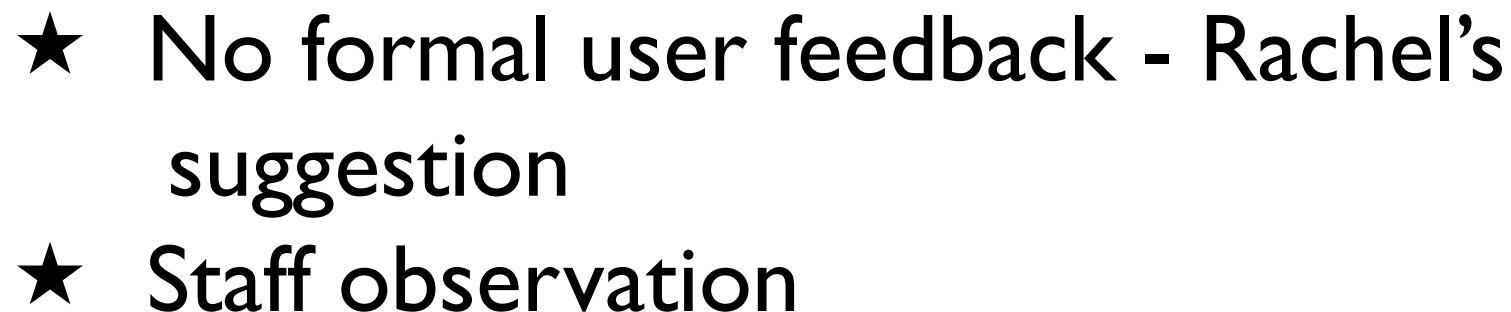 ★ No formal user feedback - Rachel’s
suggestion
★ Staff observation